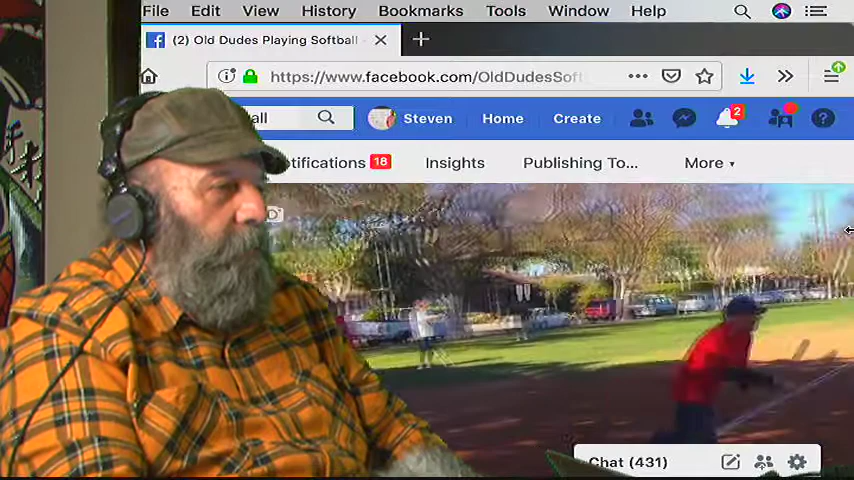 File Edit View History Bookmarks Tools Window Help
(2) Old Dudes Playing Softball
https://www.facebook.com/OldDudesSoft
all Steven Home Create 2
otifications 18 Insights Publishing To... More
Chat (431)